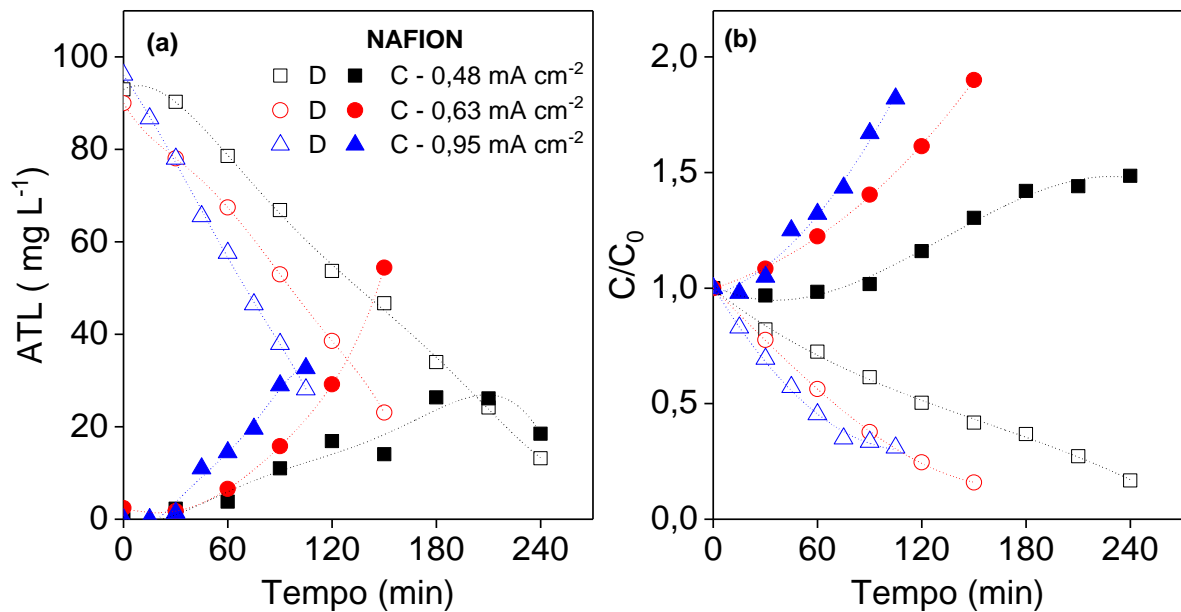 (a)
NAFION
D C - 0,48 mA cm⁻²
D C - 0,63 mA cm⁻²
D C - 0,95 mA cm⁻²
100
80
60
40
20
0
ATL ( mg L⁻¹)
0 60 120 180 240
Tempo (min)
(b)
2,0
1,5
1,0
0,5
0,0
C/C₀
0 60 120 180 240
Tempo (min)